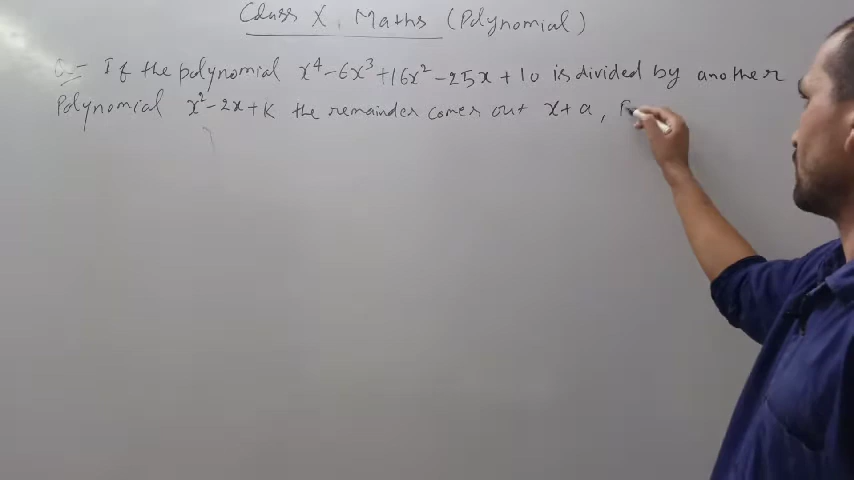 Class X, Maths (Polynomial)
Q:- If the polynomial x⁴-6x³+16x²-25x+10 is divided by another
Polynomial x²-2x+K the remainder comes out x+a, F